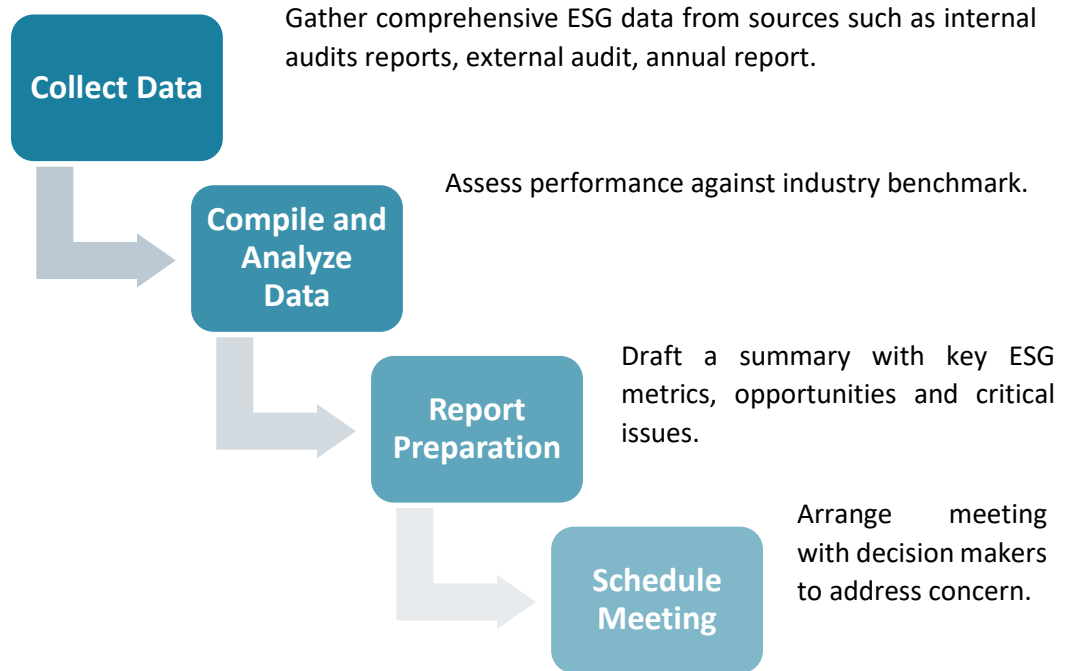 Gather comprehensive ESG data from sources such as internal
audits reports, external audit, annual report.
Collect Data
Assess performance against industry benchmark.
Compile and
Analyze
Data
Draft a summary with key ESG
metrics, opportunities and critical
issues.
Report
Preparation
Arrange meeting
with decision makers
to address concern.
Schedule
Meeting